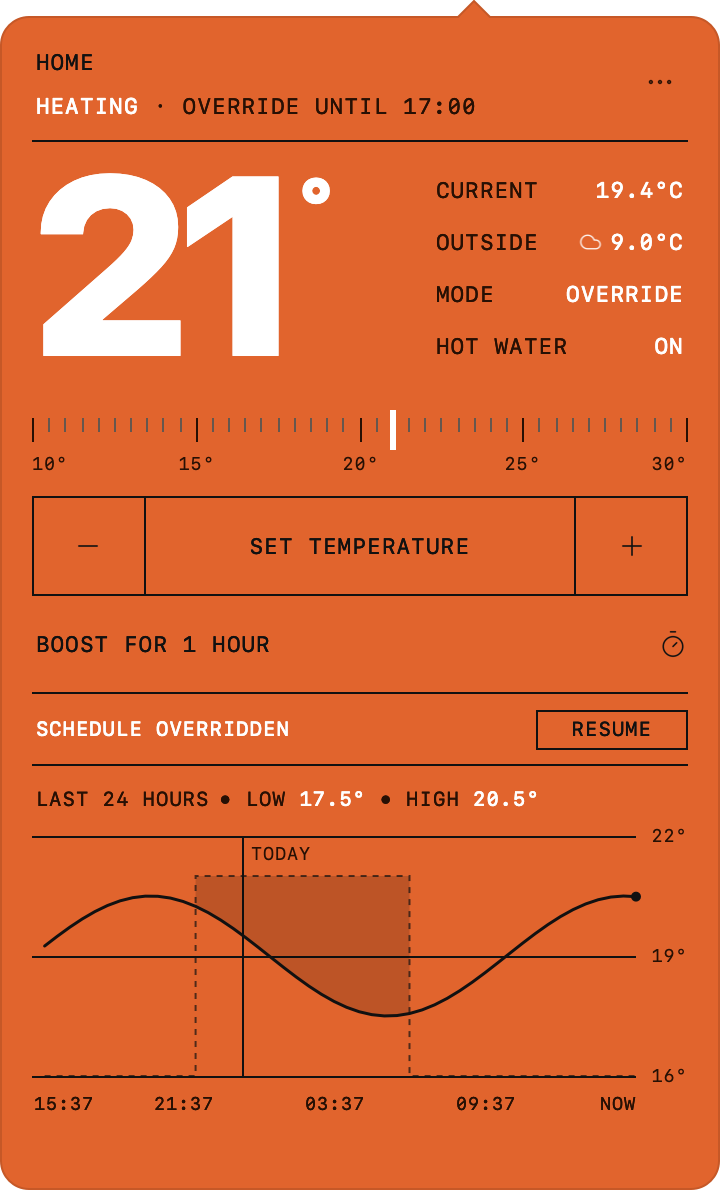 HOME
...
HEATING · OVERRIDE UNTIL 17:00
21°
CURRENT 19.4°C
OUTSIDE 9.0°C
MODE OVERRIDE
HOT WATER ON
10° 15° 20° 25° 30°
− SET TEMPERATURE +
BOOST FOR 1 HOUR
SCHEDULE OVERRIDDEN RESUME
LAST 24 HOURS • LOW 17.5° • HIGH 20.5°
22°
TODAY
19°
16°
15:37 21:37 03:37 09:37 NOW